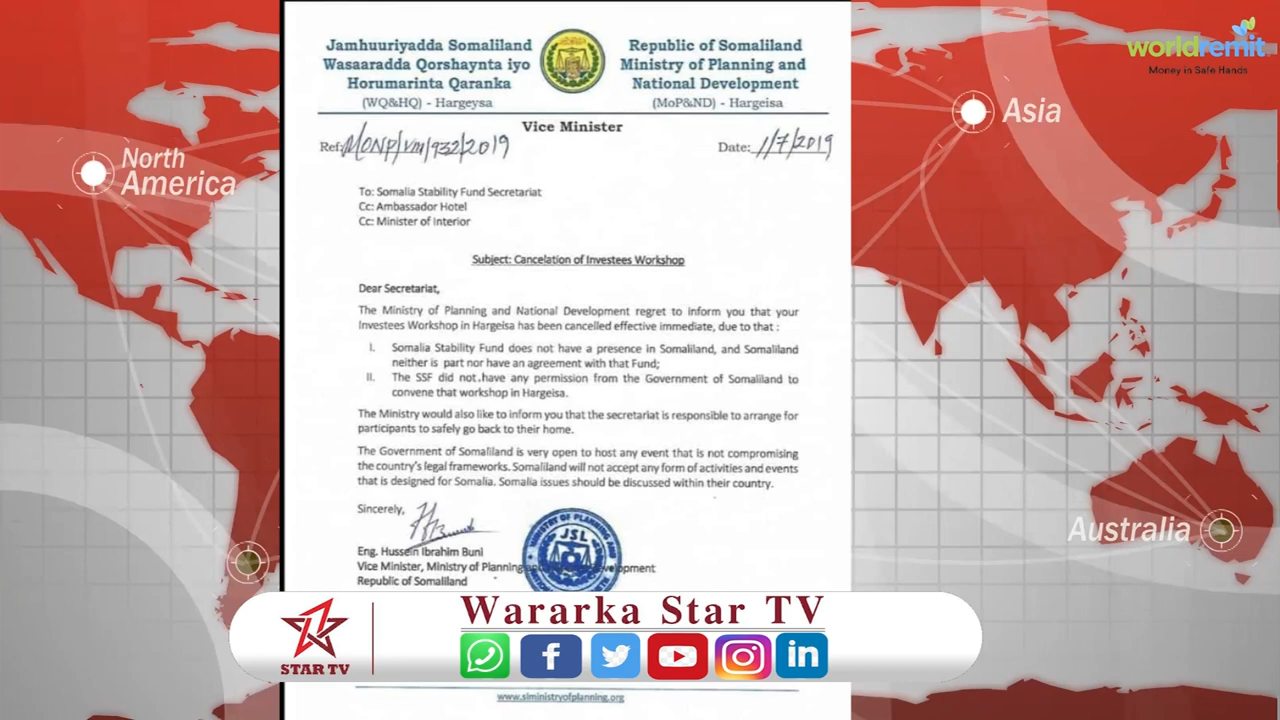 Jamhuuriyadda Somaliland
Wasaaradda Qorshaynta iyo
Horumarinta Qaranka
(WQ&HQ) - Hargeysa
Republic of Somaliland
Ministry of Planning and
National Development
(MoP&ND) - Hargeisa
Vice Minister
Ref: MONP/VM/932/2019
Date: 1/7/2019
To: Somalia Stability Fund Secretariat
Cc: Ambassador Hotel
Cc: Minister of Interior
Subject: Cancelation of Investees Workshop
Dear Secretariat,
The Ministry of Planning and National Development regret to inform you that your
Investees Workshop in Hargeisa has been cancelled effective immediate, due to that :
I. Somalia Stability Fund does not have a presence in Somaliland, and Somaliland
neither is part nor have an agreement with that Fund;
II. The SSF did not have any permission from the Government of Somaliland to
convene that workshop in Hargeisa.
The Ministry would also like to inform you that the secretariat is responsible to arrange for
participants to safely go back to their home.
The Government of Somaliland is very open to host any event that is not compromising
the country's legal frameworks. Somaliland will not accept any form of activities and events
that is designed for Somalia. Somalia issues should be discussed within their country.
Sincerely,
Eng. Hussein Ibrahim Buni
Vice Minister, Ministry of Planning and National Development
Republic of Somaliland
JSL
www.slministryofplanning.org
North
America
Asia
Australia
worldremit
Money in Safe Hands
STAR TV
Wararka Star TV